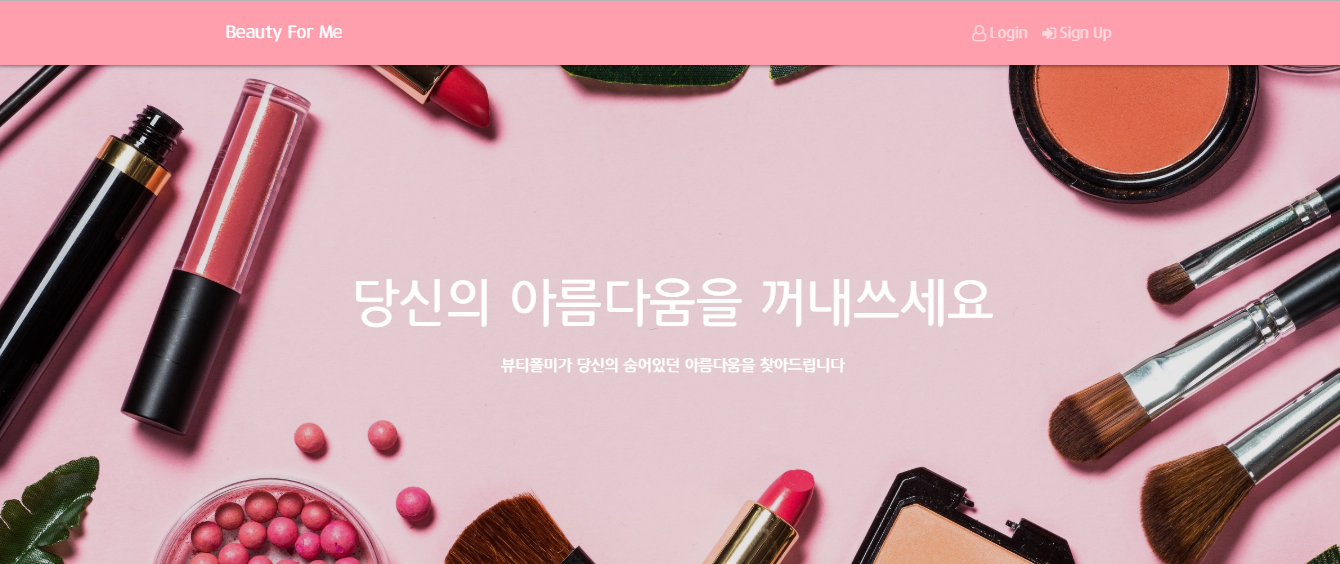 Beauty For Me
Login Sign Up
당신의 아름다움을 꺼내쓰세요
뷰티폴미가 당신의 숨어있던 아름다움을 찾아드립니다